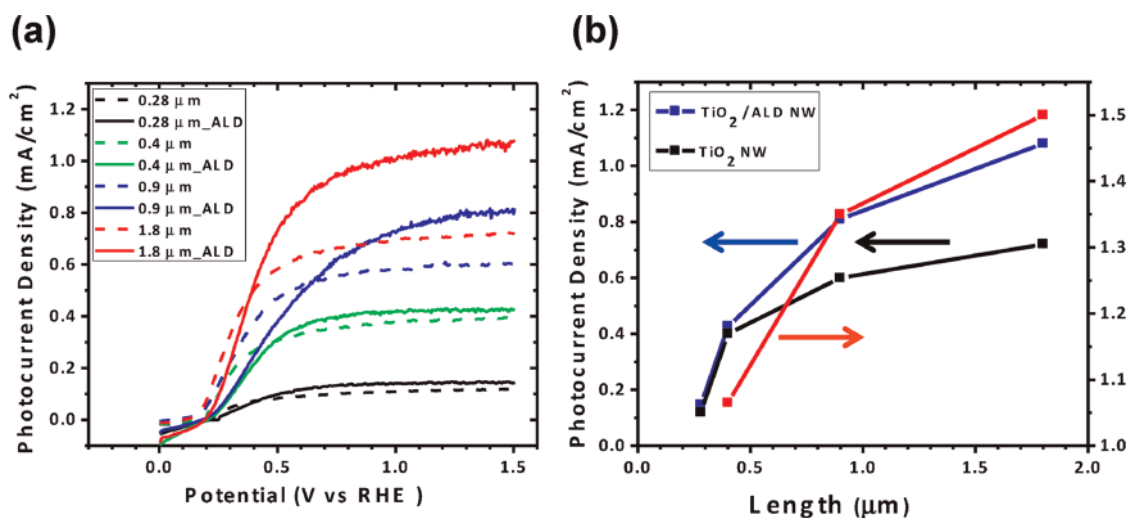 (a)
(b)
Photocurrent Density (mA/cm²)
1.2
1.0
0.8
0.6
0.4
0.2
0.0
0.28 μm
0.28 μm_ALD
0.4 μm
0.4 μm_ALD
0.9 μm
0.9 μm_ALD
1.8 μm
1.8 μm_ALD
0.0 0.5 1.0 1.5
Potential (V vs RHE )
Photocurrent Density (mA/cm²)
1.2
1.0
0.8
0.6
0.4
0.2
0.0
TiO₂/ALD NW
TiO₂ NW
1.5
1.4
1.3
1.2
1.1
1.0
0.0 0.5 1.0 1.5 2.0
Length (μm)